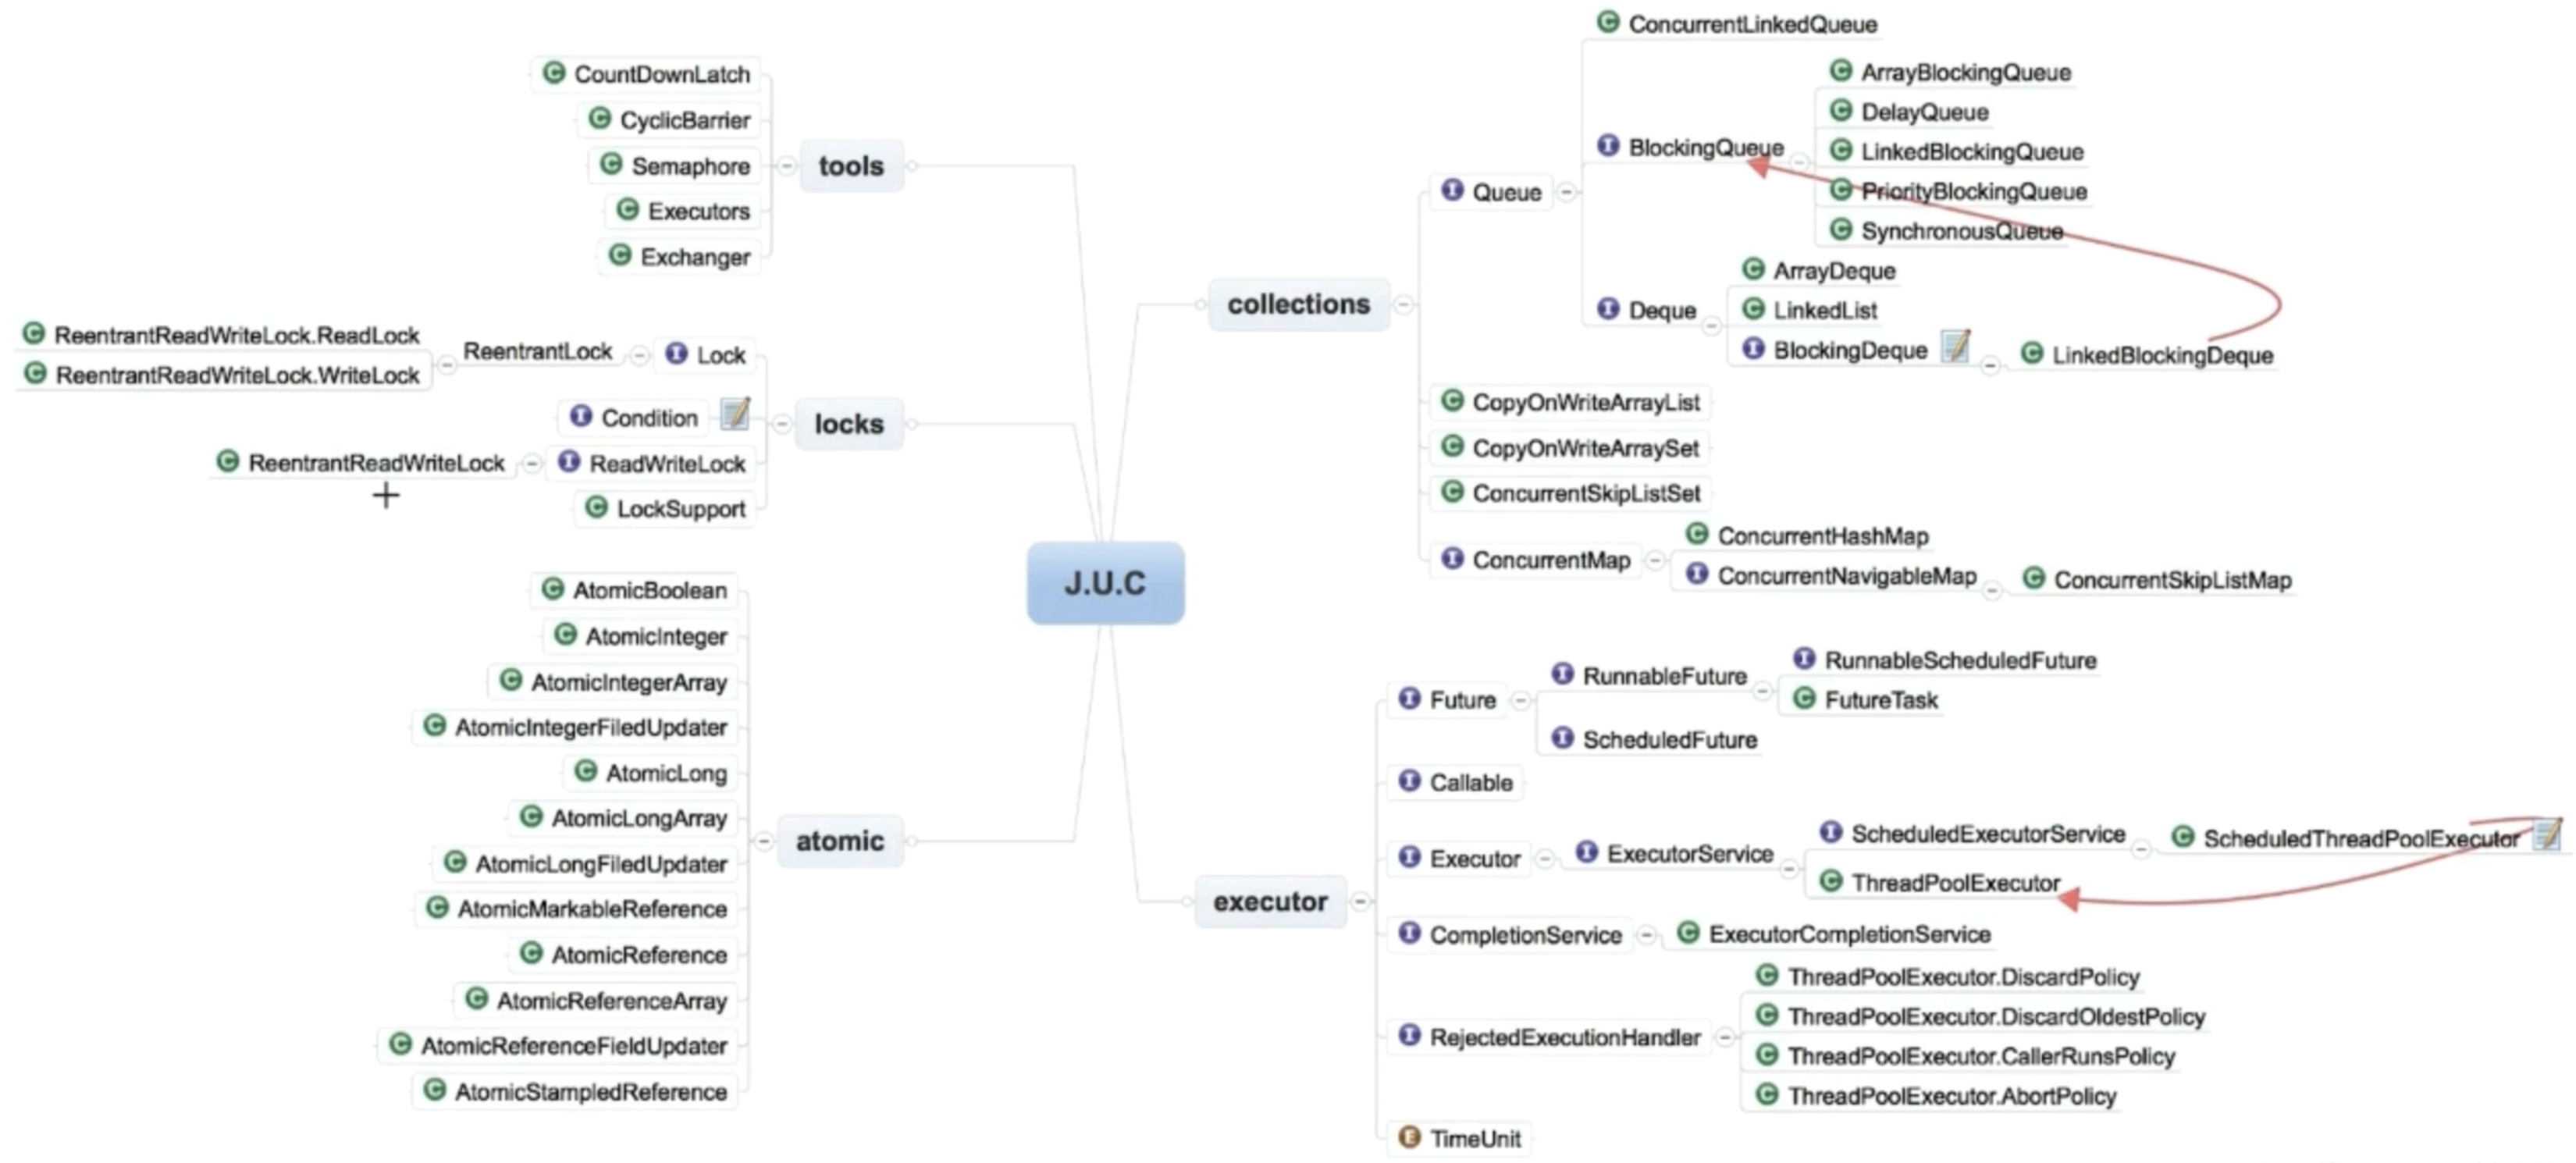 J.U.C
tools
CountDownLatch
CyclicBarrier
Semaphore
Executors
Exchanger
locks
Lock
ReentrantLock
ReentrantReadWriteLock.ReadLock
ReentrantReadWriteLock.WriteLock
Condition
ReadWriteLock
ReentrantReadWriteLock
LockSupport
atomic
AtomicBoolean
AtomicInteger
AtomicIntegerArray
AtomicIntegerFiledUpdater
AtomicLong
AtomicLongArray
AtomicLongFiledUpdater
AtomicMarkableReference
AtomicReference
AtomicReferenceArray
AtomicReferenceFieldUpdater
AtomicStampledReference
collections
Queue
ConcurrentLinkedQueue
BlockingQueue
ArrayBlockingQueue
DelayQueue
LinkedBlockingQueue
PriorityBlockingQueue
SynchronousQueue
Deque
ArrayDeque
LinkedList
BlockingDeque
LinkedBlockingDeque
CopyOnWriteArrayList
CopyOnWriteArraySet
ConcurrentSkipListSet
ConcurrentMap
ConcurrentHashMap
ConcurrentNavigableMap
ConcurrentSkipListMap
executor
Future
RunnableFuture
RunnableScheduledFuture
FutureTask
ScheduledFuture
Callable
Executor
ExecutorService
ScheduledExecutorService
ScheduledThreadPoolExecutor
ThreadPoolExecutor
CompletionService
ExecutorCompletionService
RejectedExecutionHandler
ThreadPoolExecutor.DiscardPolicy
ThreadPoolExecutor.DiscardOldestPolicy
ThreadPoolExecutor.CallerRunsPolicy
ThreadPoolExecutor.AbortPolicy
TimeUnit